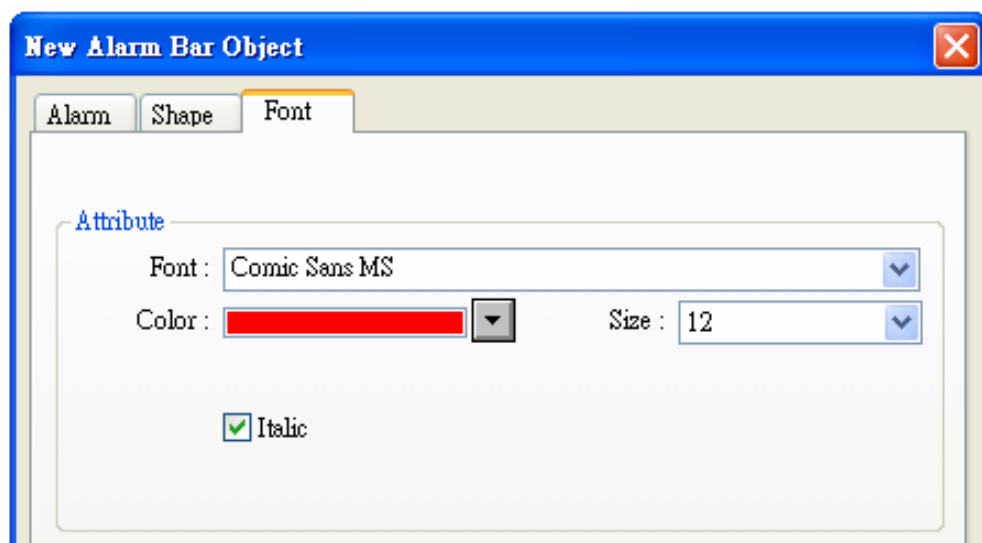 New Alarm Bar Object
Alarm Shape Font
Attribute
Font : Comic Sans MS
Color : Size : 12
Italic